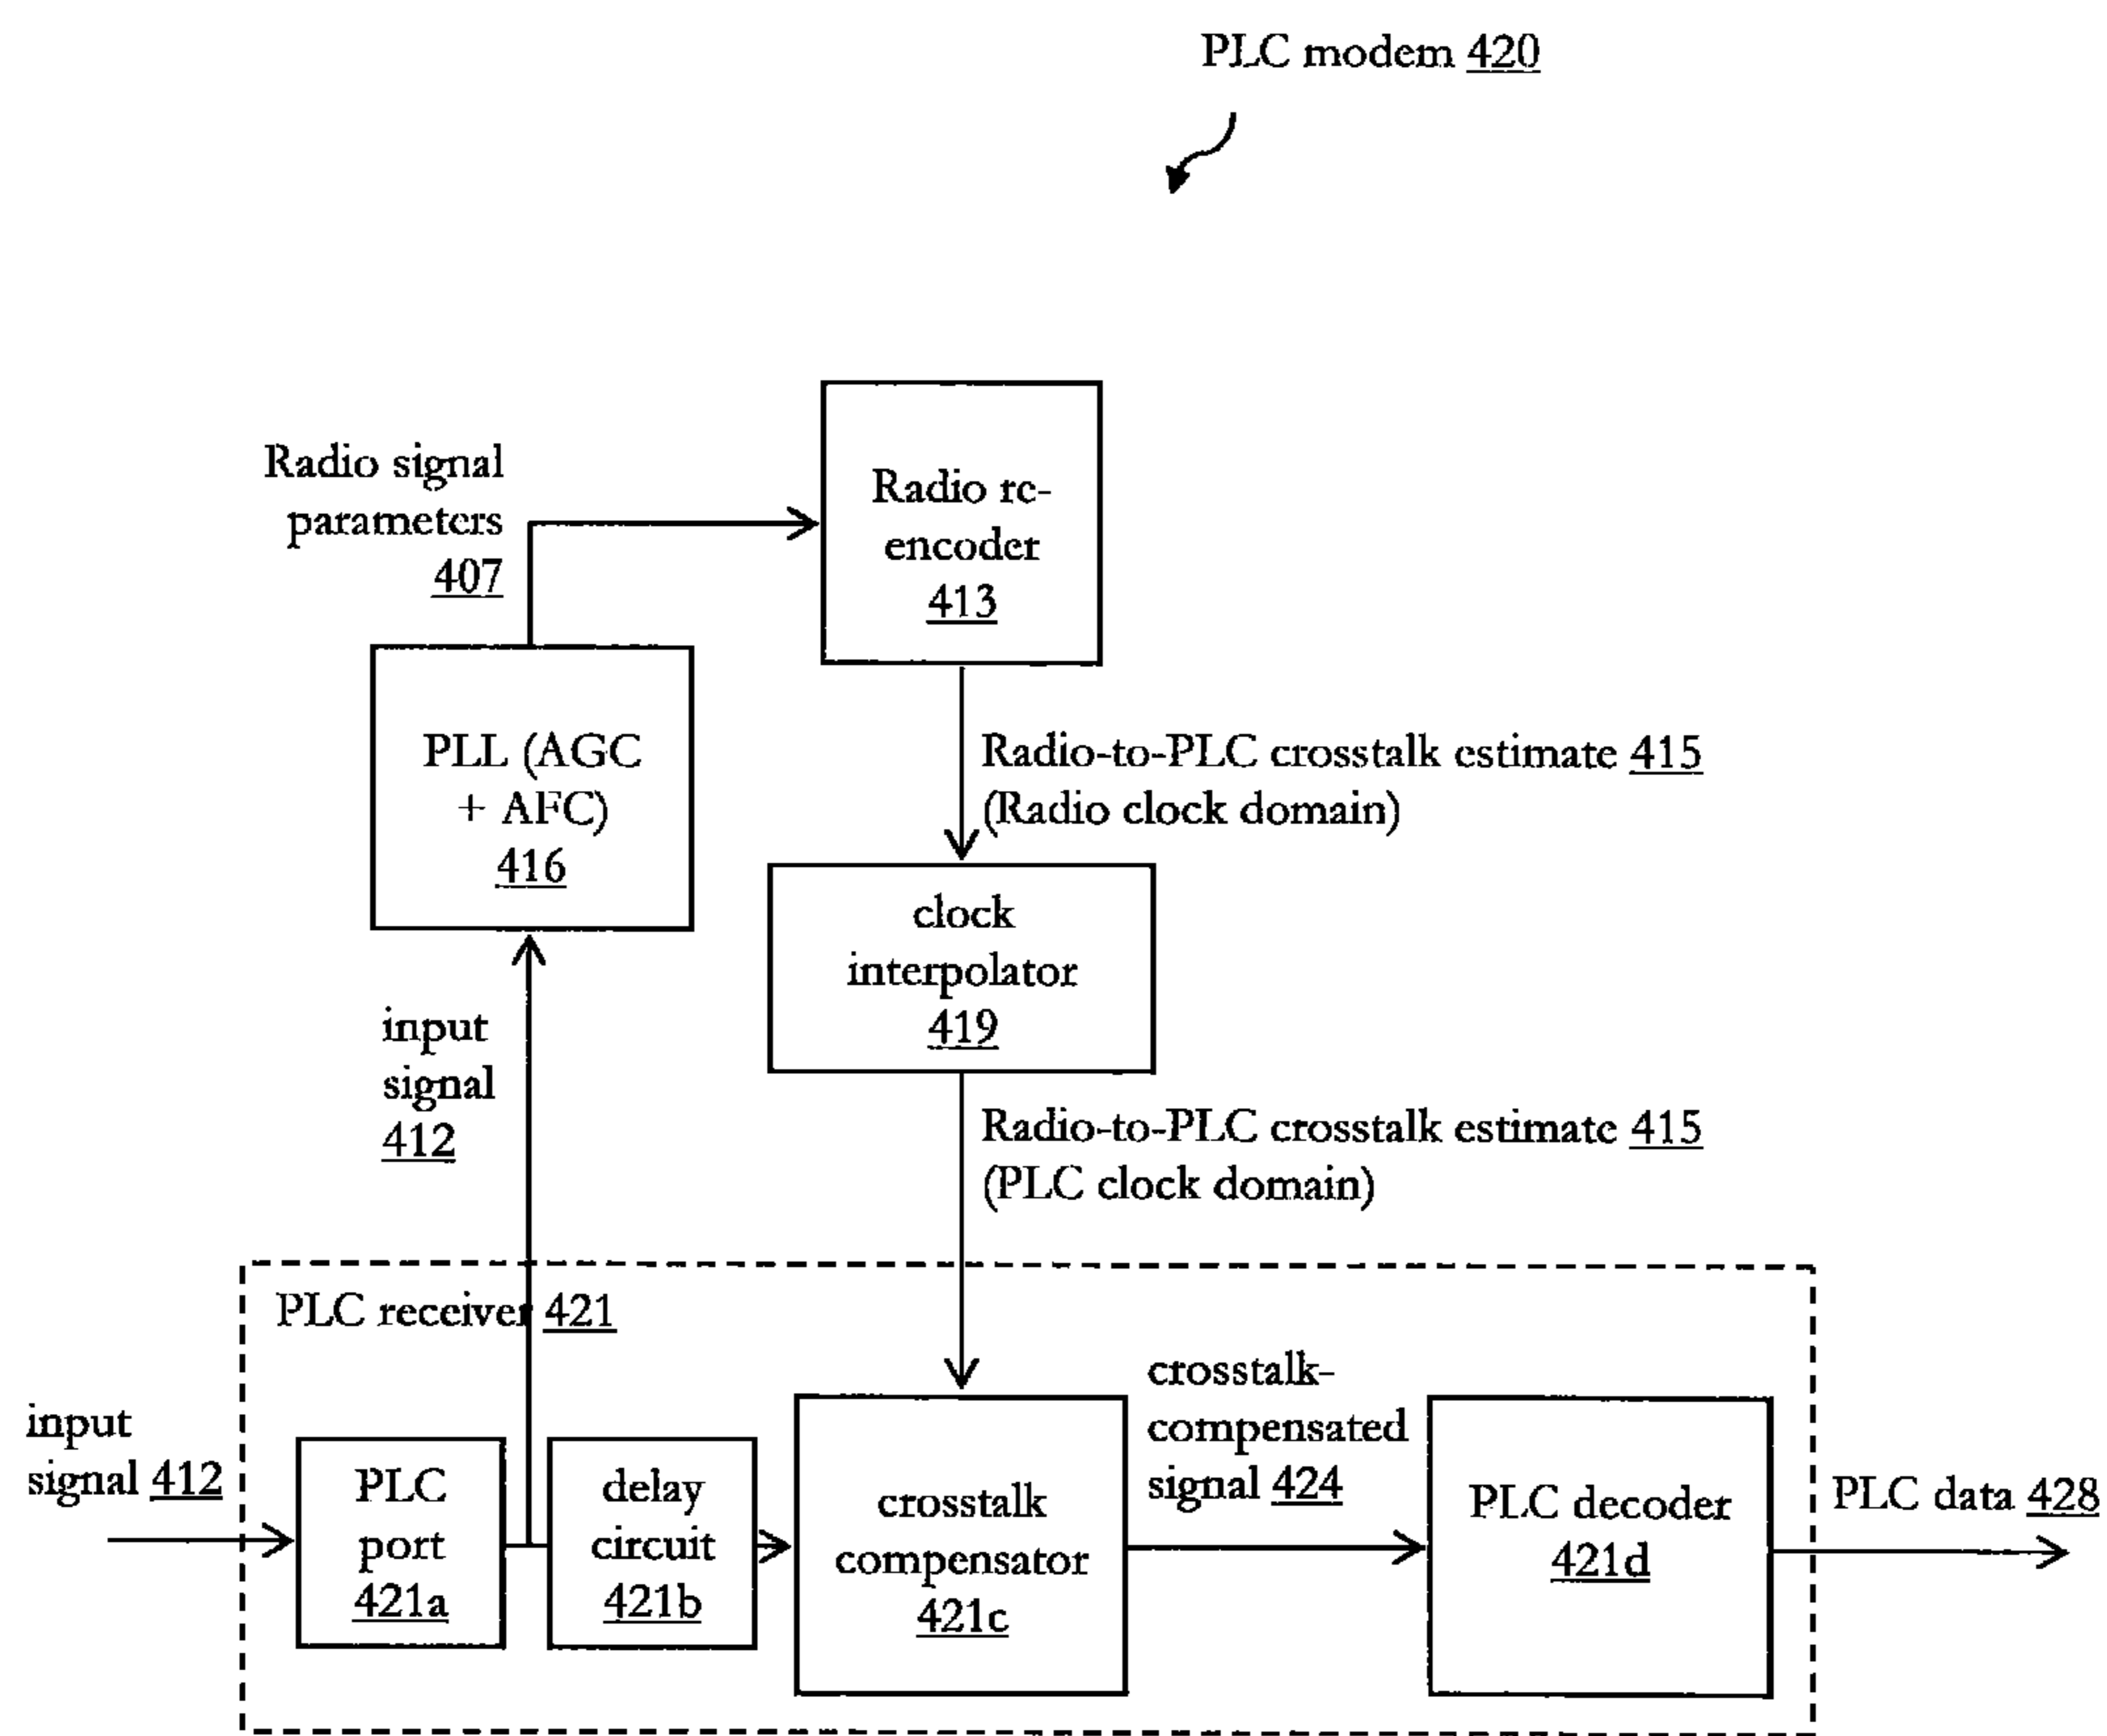 PLC modem 420
Radio signal
parameters
407
Radio re-
encoder
413
PLL (AGC
+ AFC)
416
Radio-to-PLC crosstalk estimate 415
(Radio clock domain)
clock
interpolator
419
input
signal
412
Radio-to-PLC crosstalk estimate 415
(PLC clock domain)
PLC receiver 421
input
signal 412
PLC
port
421a
delay
circuit
421b
crosstalk
compensator
421c
crosstalk-
compensated
signal 424
PLC decoder
421d
PLC data 428